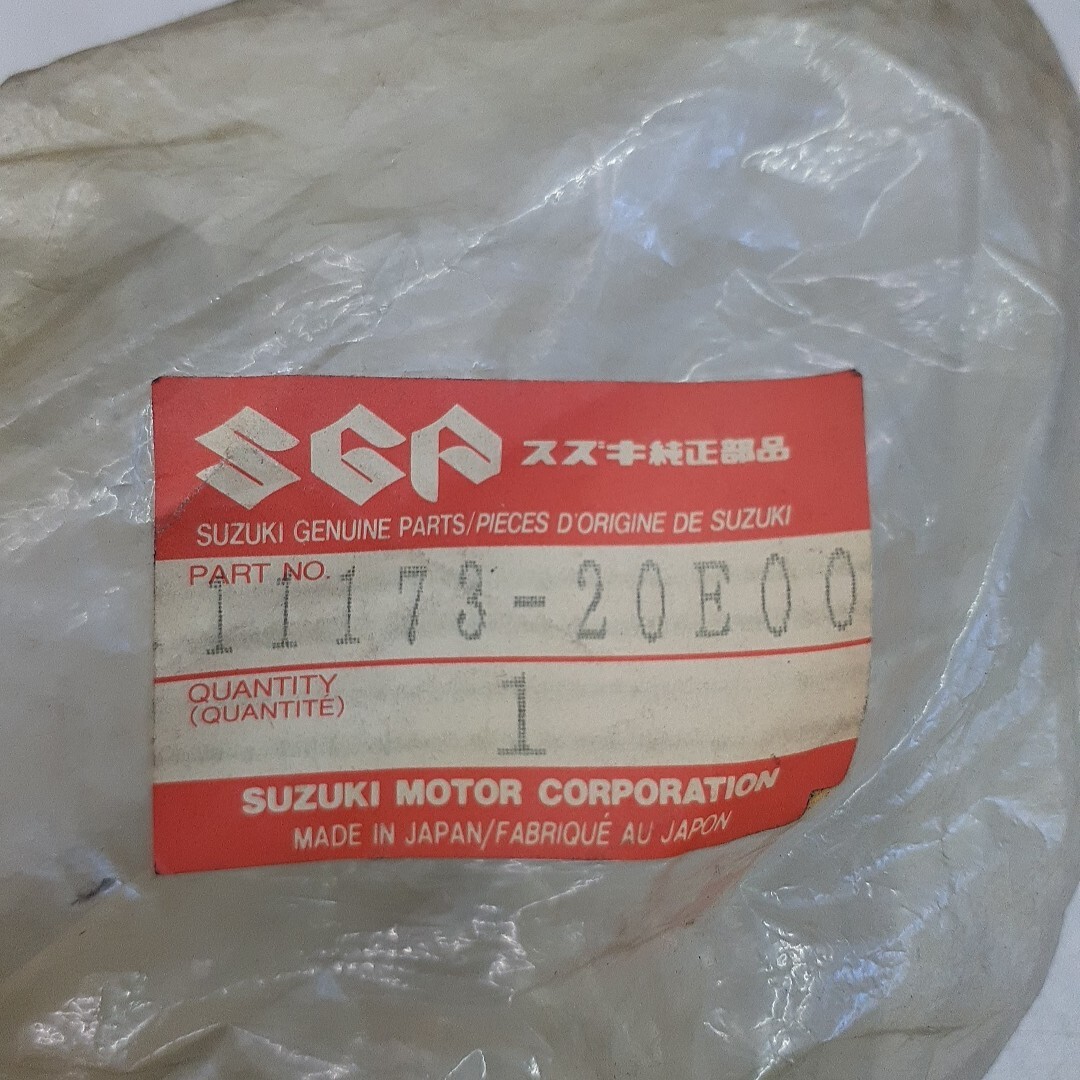 SGP スズキ純正部品
SUZUKI GENUINE PARTS/PIECES D'ORIGINE DE SUZUKI
PART NO.
11173-20E00
QUANTITY
(QUANTITÉ)
1
SUZUKI MOTOR CORPORATION
MADE IN JAPAN/FABRIQUÉ AU JAPON